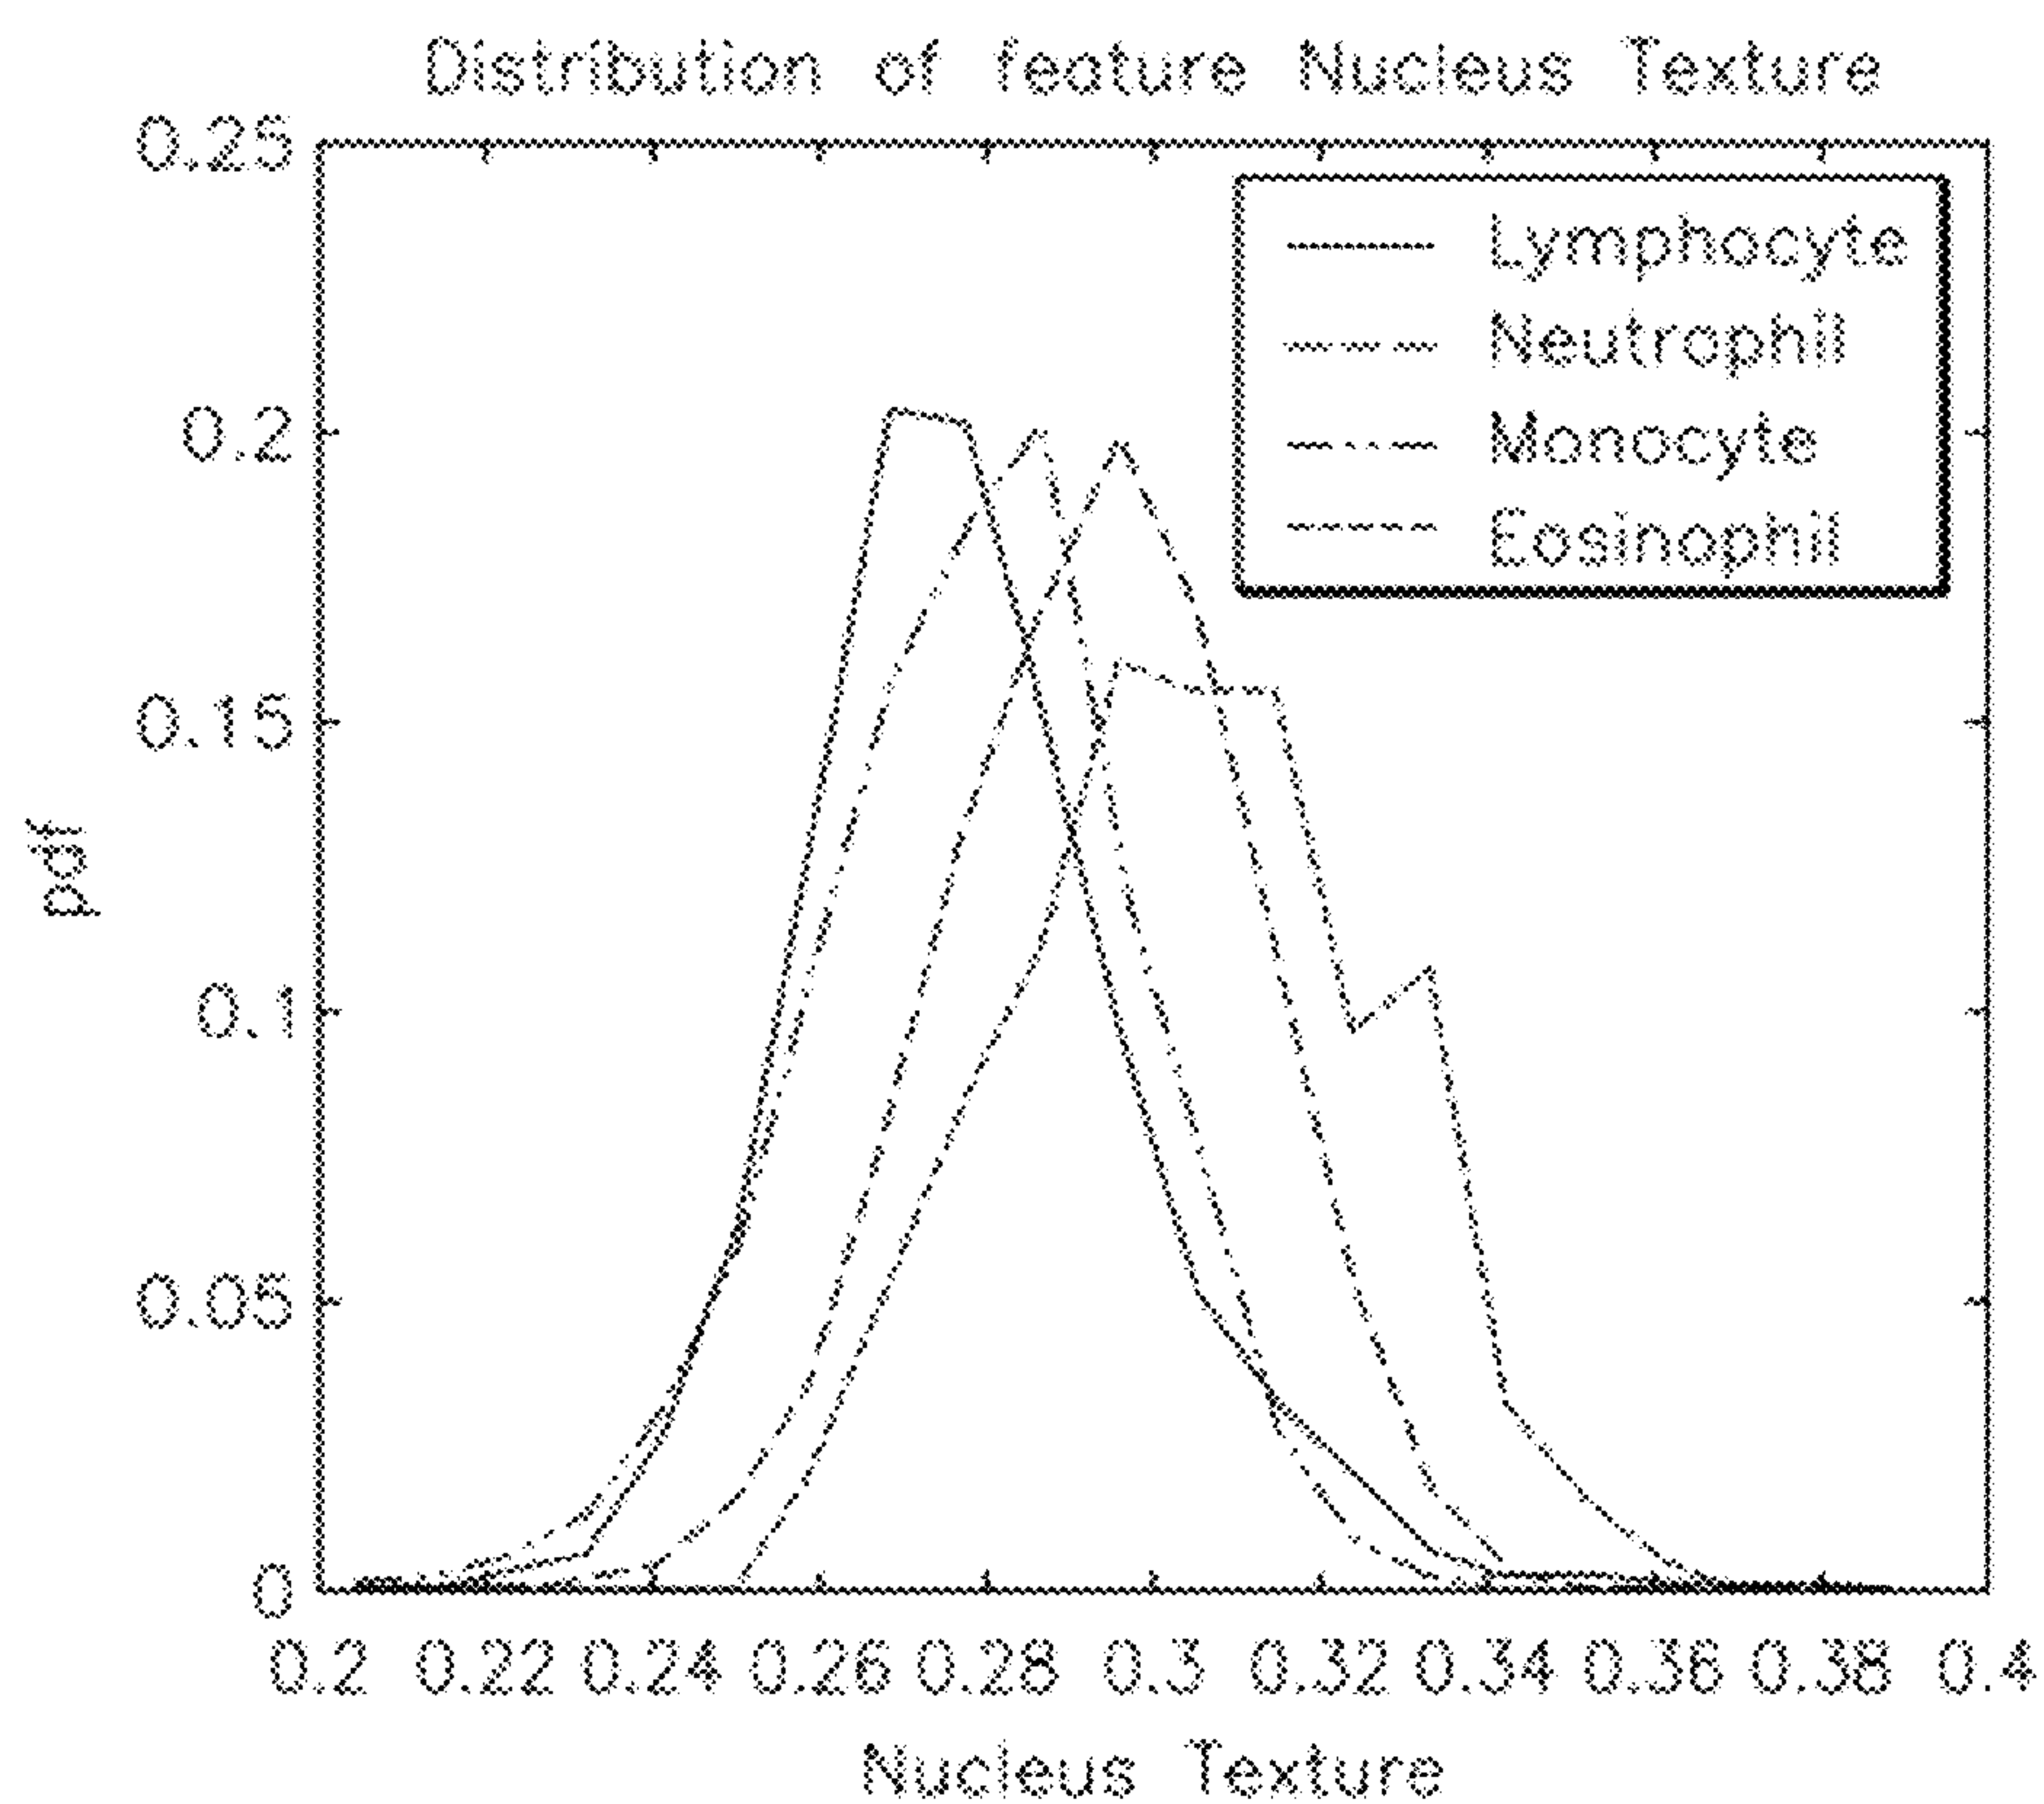 Distribution of feature Nucleus Texture
0.25
0.2
0.15
0.1
0.05
0
pdf
Lymphocyte
Neutrophil
Monocyte
Eosinophil
0.2 0.22 0.24 0.26 0.28 0.3 0.32 0.34 0.36 0.38 0.4
Nucleus Texture